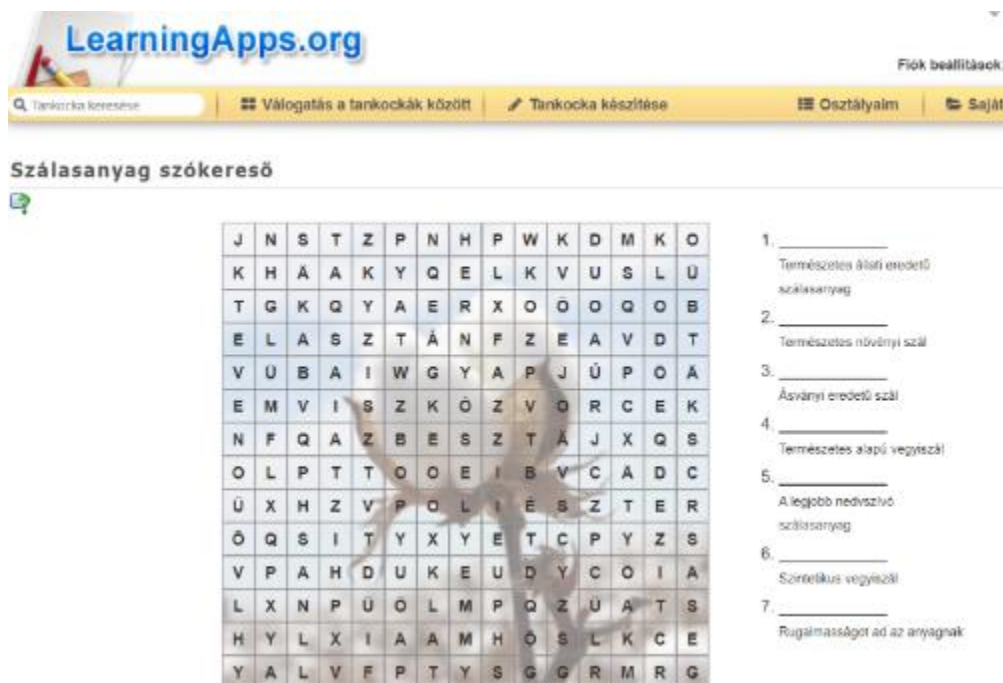 LearningApps.org
Fiók beállítások
Tankocka keresése
Válogatás a tankockák között
Tankocka készítése
Osztályaim
Saját
Szálasanyag szókereső
J N S T Z P N H P W K D M K O
K H Ä A K Y Q E L K V U S L Ü
T G K Q Y A E R X O Ö O Q O B
E L A S Z T Á N F Z E A V D T
V Ü B A I W G Y A P J Ú P O Ä
E M V I S Z K Ó Z V O R C E K
N F Q A Z B E S Z T Ä J X Q S
O L P T T O O E I B V C A D C
Ü X H Z V P O L I É S Z T E R
Ö Q S I T Y X Y E T C P Y Z S
V P A H D U K E U D Y C O I A
L X N P Ü Ö L M P Q Z Ü A T S
H Y L X I A A M H Ö S L K C E
Y A L V F P T Y S G G R M R G
1.
Természetes állati eredetű
szálasanyag
2.
Természetes növényi szál
3.
Ásványi eredetű szál
4.
Természetes alapú vegyiszál
5.
A legjobb nedvszívó
szálasanyag
6.
Szintetikus vegyiszál
7.
Rugalmasságot ad az anyagnak